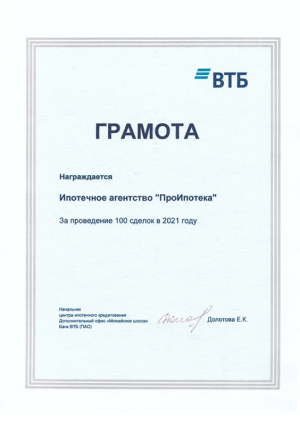 ВТБ
ГРАМОТА
Награждается
Ипотечное агентство "ПроИпотека"
За проведение 100 сделок в 2021 году
Начальник
центра ипотечного кредитования
Дополнительный офис «Можайское шоссе»
Банк ВТБ (ПАО)
Долотова Е.К.